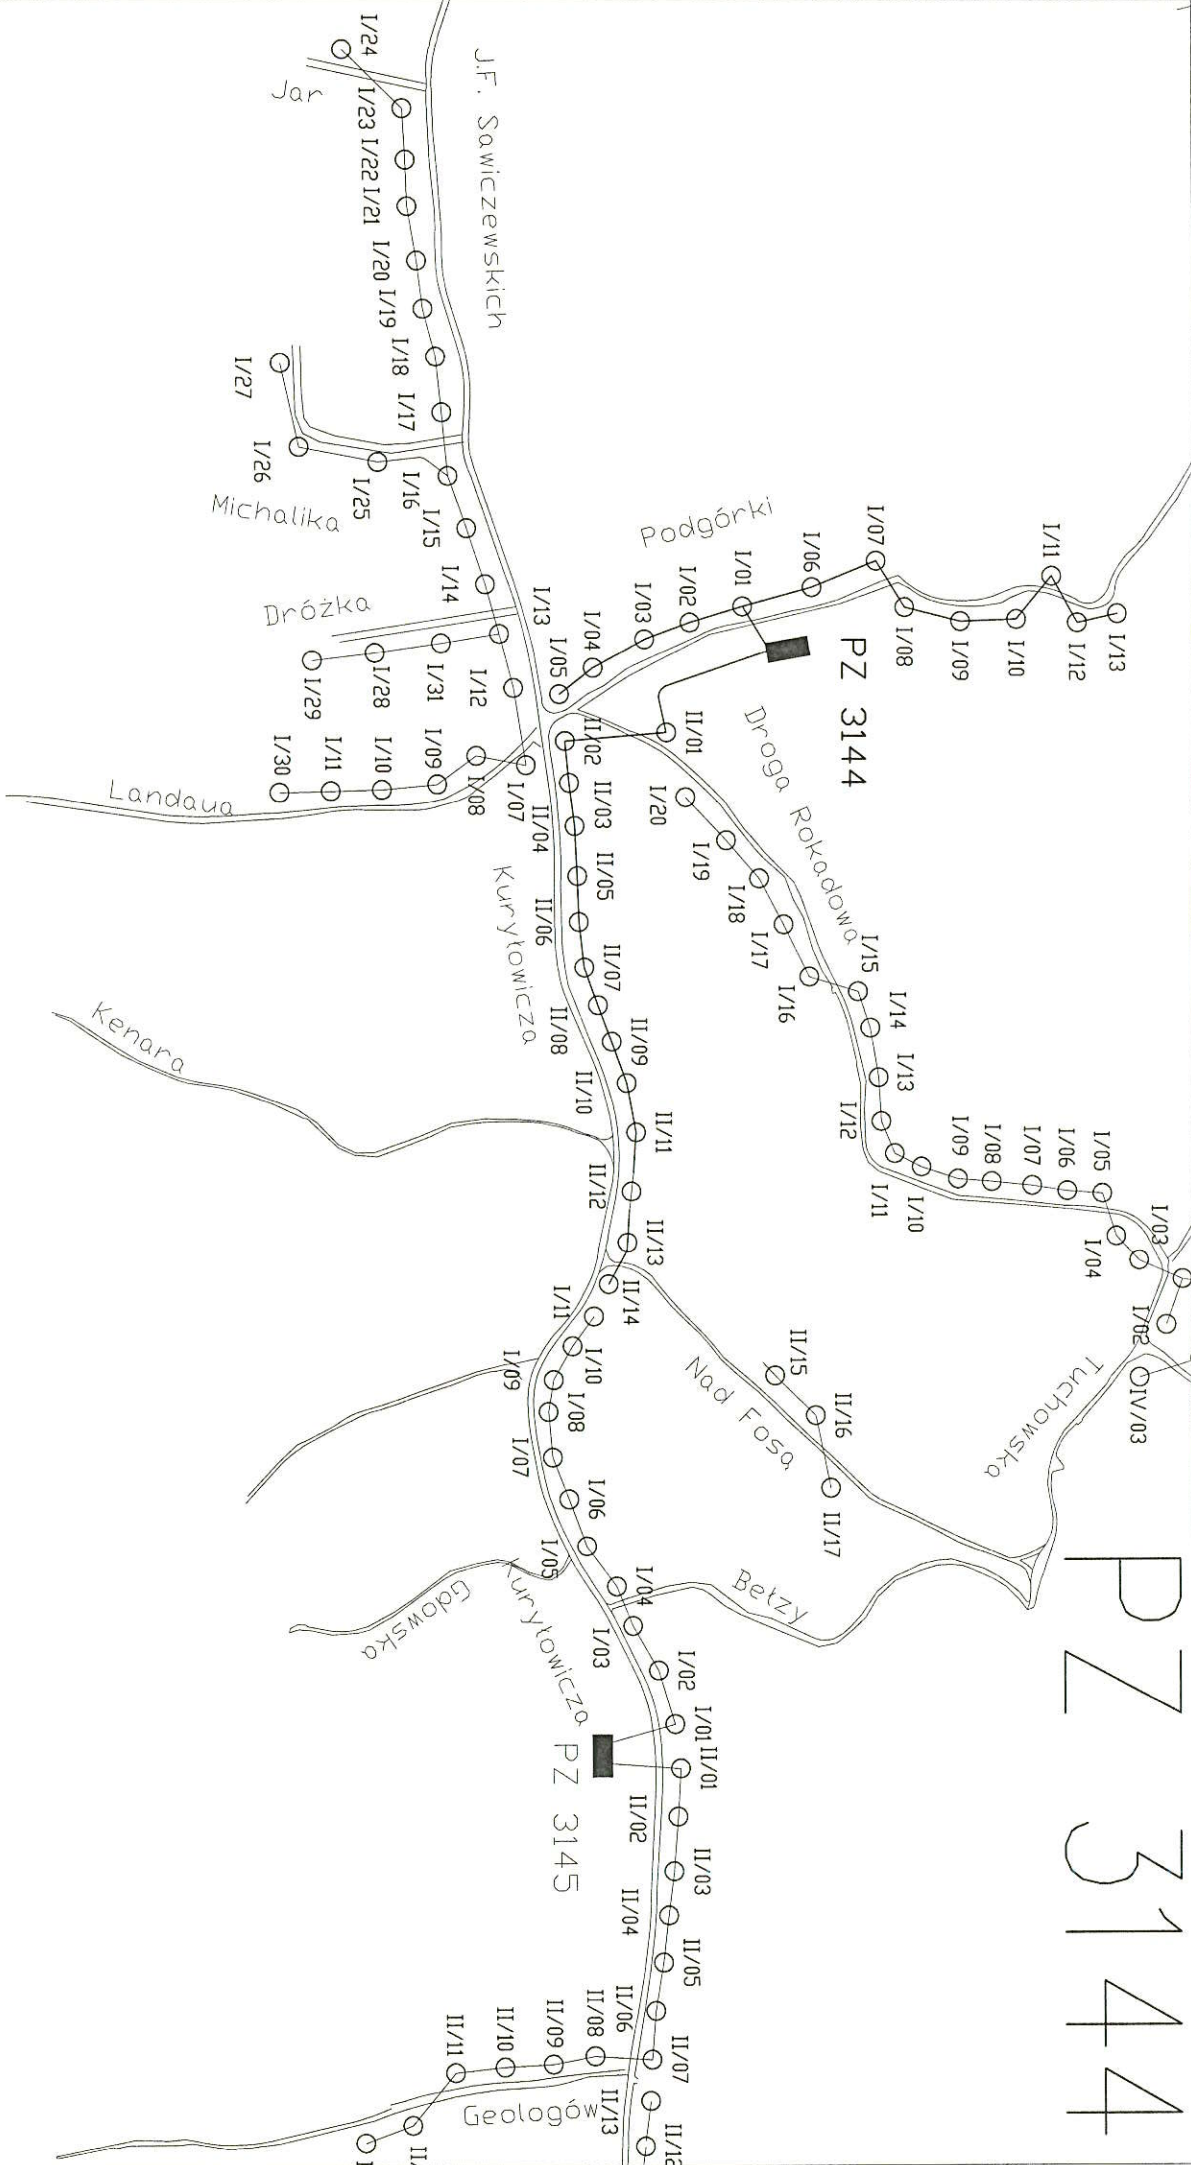 PZ 3144
J.F. Sawiczewskich
Jar
I/24
I/23
I/22
I/21
I/20
I/19
I/18
I/17
I/16
I/15
I/14
I/13
I/12
I/27
I/26
I/25
Michalika
Dróżka
I/31
I/28
I/29
I/30
I/11
I/10
I/09
I/08
I/07
Landaua
Podgórki
I/13
I/12
I/11
I/10
I/09
I/08
I/07
I/06
I/01
I/02
I/03
I/04
I/05
PZ 3144
Droga Rokadowa
I/20
I/19
I/18
I/17
I/16
I/15
I/14
I/13
I/12
I/11
I/10
I/09
I/08
I/07
I/06
I/05
I/04
I/03
I/02
IV/03
Tuchowska
II/01
II/02
II/03
II/04
II/05
II/06
II/07
II/08
II/09
II/10
II/11
II/12
II/13
II/14
Kuryłowicza
Kenara
II/15
II/16
II/17
Nad Fosą
Bełzy
I/11
I/10
I/09
I/08
I/07
I/06
I/05
I/04
I/03
I/02
I/01
Gdowska
Kuryłowicza
PZ 3145
II/01
II/02
II/03
II/04
II/05
II/06
II/07
II/08
II/09
II/10
II/11
II/13
II/12
Geologów